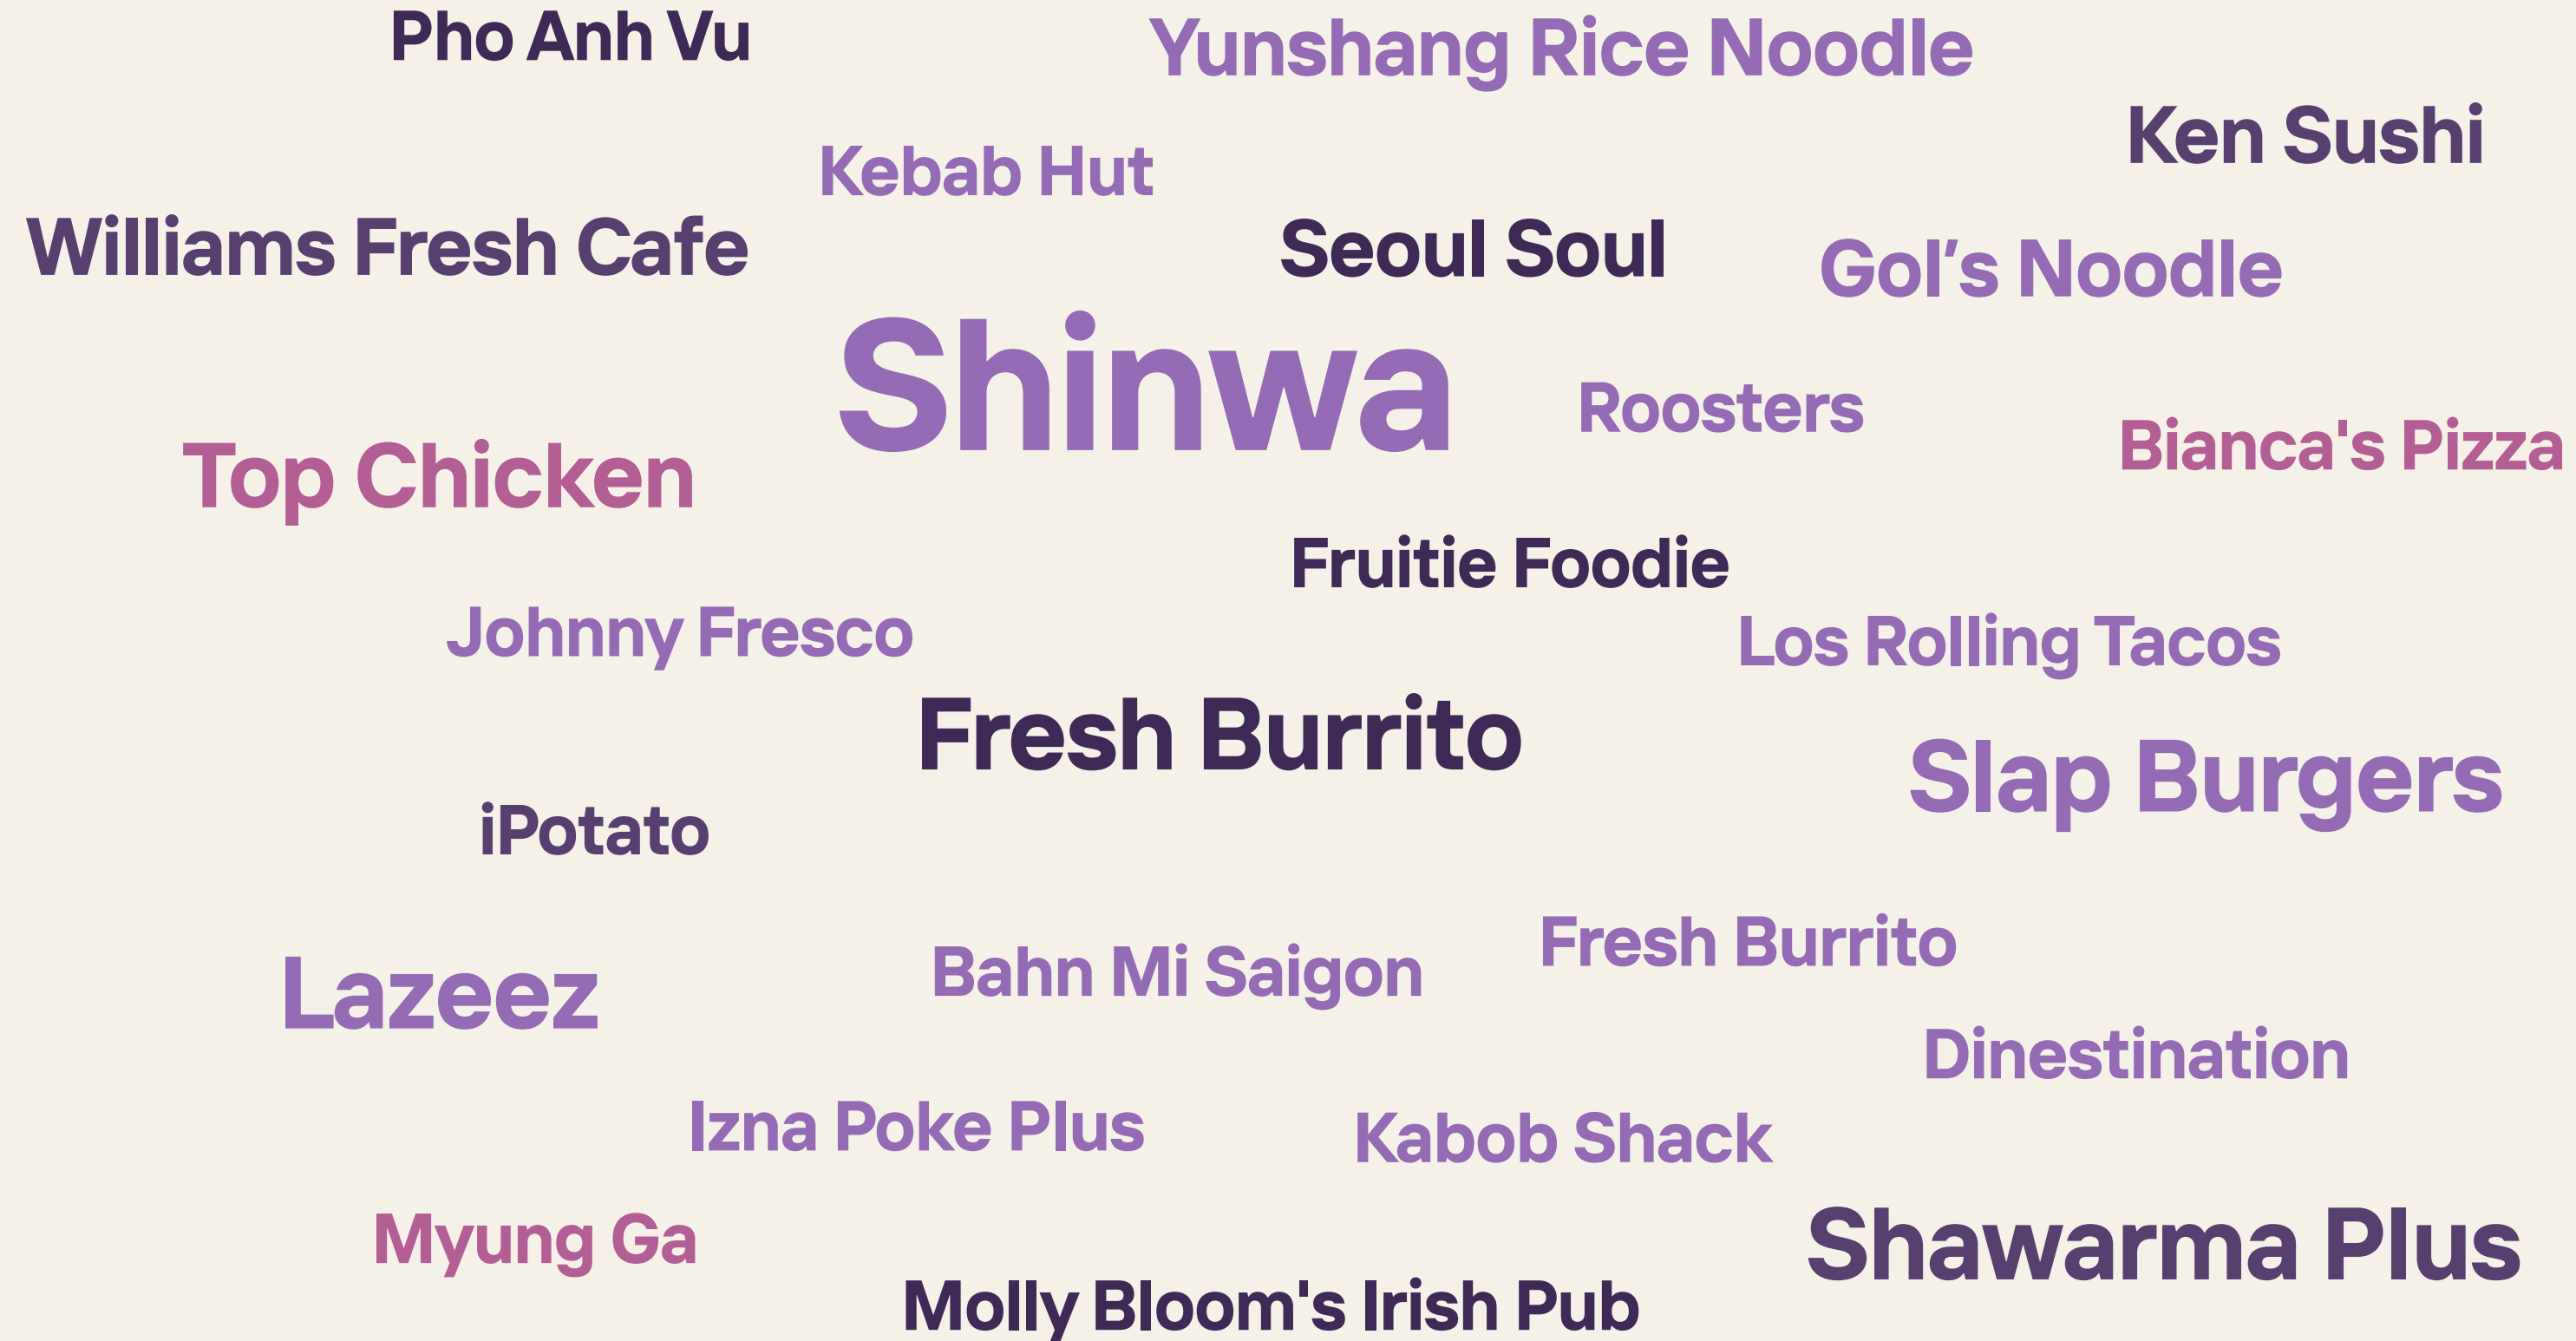 Pho Anh Vu
Yunshang Rice Noodle
Ken Sushi
Kebab Hut
Williams Fresh Cafe
Seoul Soul
Gol’s Noodle
Shinwa
Roosters
Bianca's Pizza
Top Chicken
Fruitie Foodie
Johnny Fresco
Los Rolling Tacos
Fresh Burrito
Slap Burgers
iPotato
Fresh Burrito
Bahn Mi Saigon
Lazeez
Dinestination
Izna Poke Plus
Kabob Shack
Myung Ga
Shawarma Plus
Molly Bloom's Irish Pub